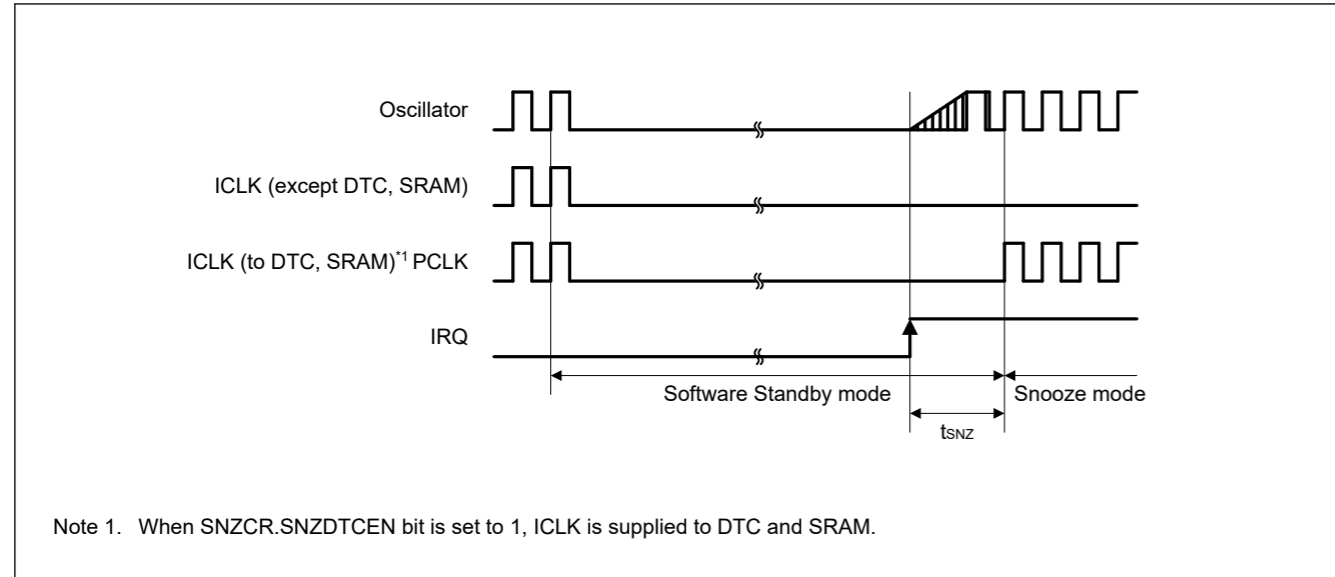 Oscillator
ICLK (except DTC, SRAM)
ICLK (to DTC, SRAM)*1 PCLK
IRQ
Software Standby mode
Snooze mode
tSNZ
Note 1. When SNZCR.SNZDTCEN bit is set to 1, ICLK is supplied to DTC and SRAM.